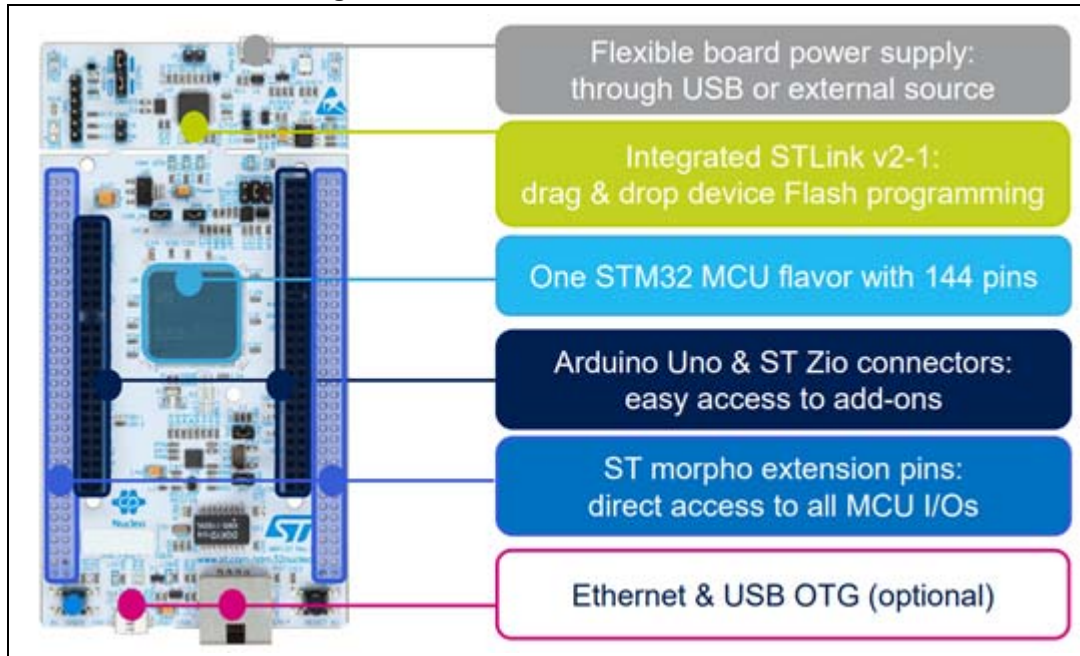 Flexible board power supply:
through USB or external source
Integrated STLink v2-1:
drag & drop device Flash programming
One STM32 MCU flavor with 144 pins
Arduino Uno & ST Zio connectors:
easy access to add-ons
ST morpho extension pins:
direct access to all MCU I/Os
Nucleo
ST
Ethernet & USB OTG (optional)